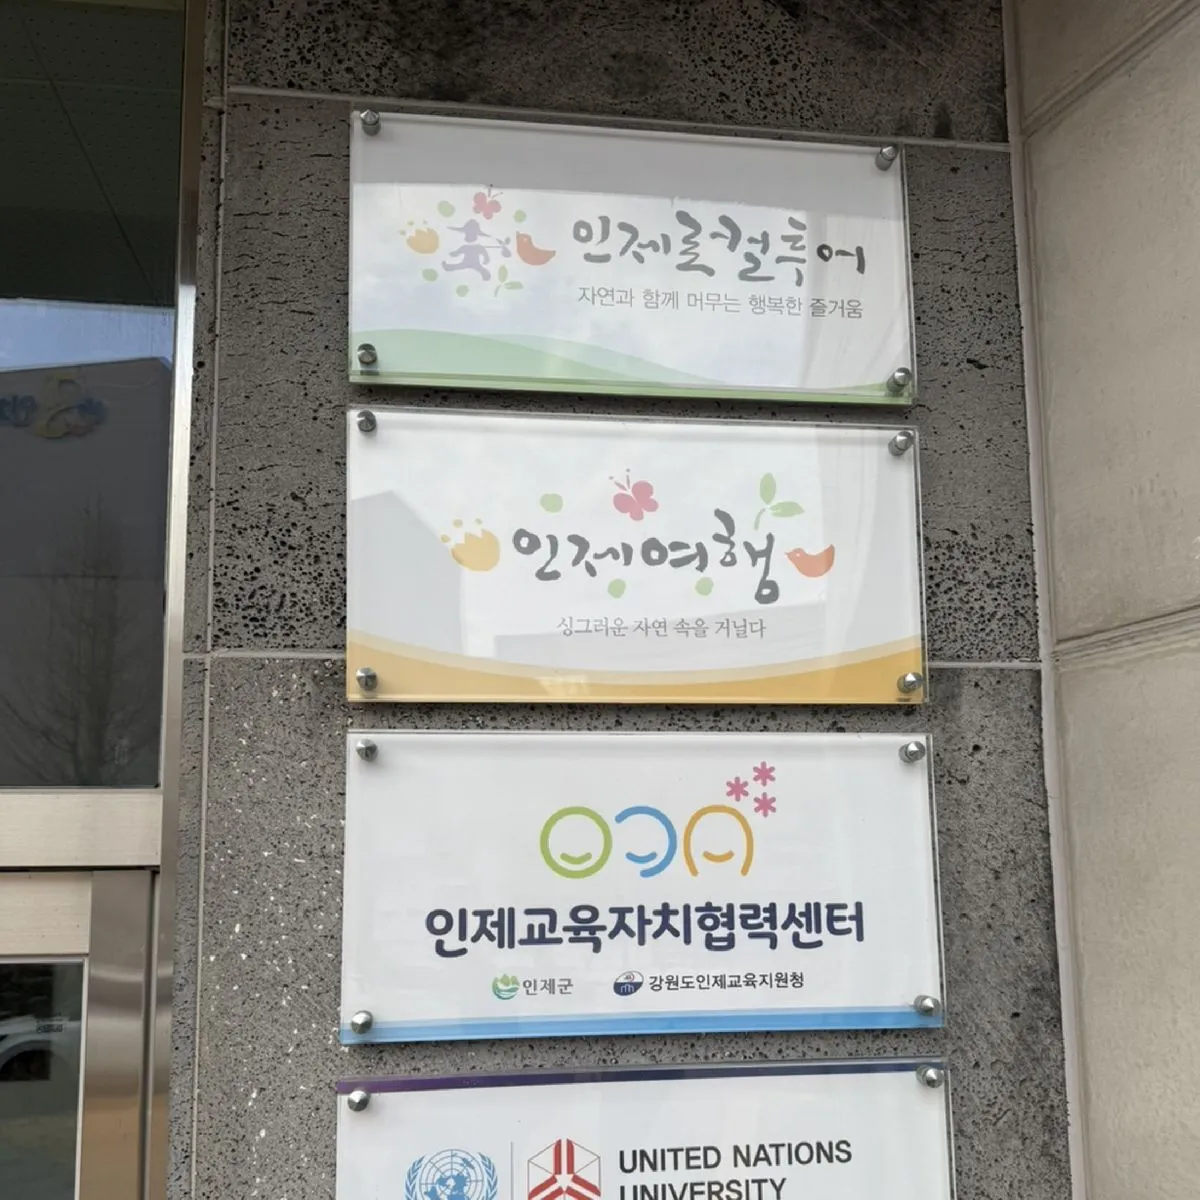 인제로컬투어
자연과 함께 머무는 행복한 즐거움
인제여행
싱그러운 자연 속을 거닐다
인제교육자치협력센터
인제군
강원도인제교육지원청
UNITED NATIONS
UNIVERSITY